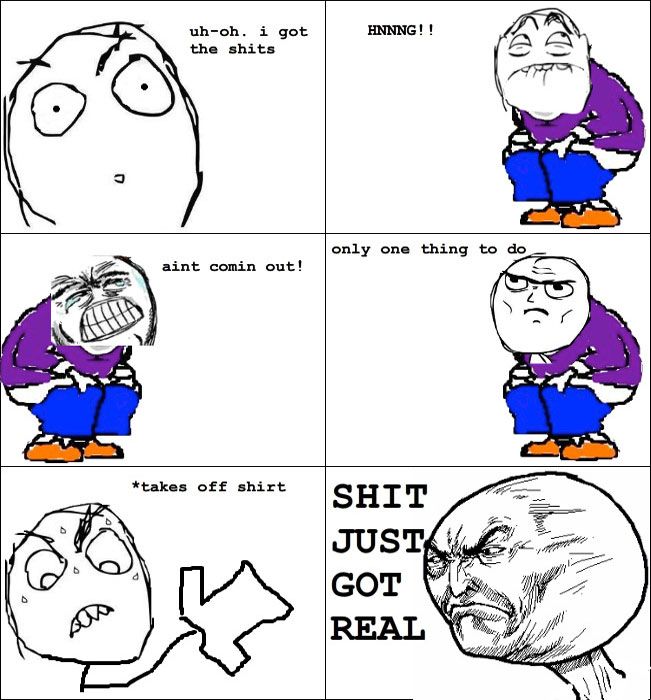 uh-oh. i got
the shits
HNNNG!!
aint comin out!
only one thing to do
*takes off shirt
SHIT
JUST
GOT
REAL